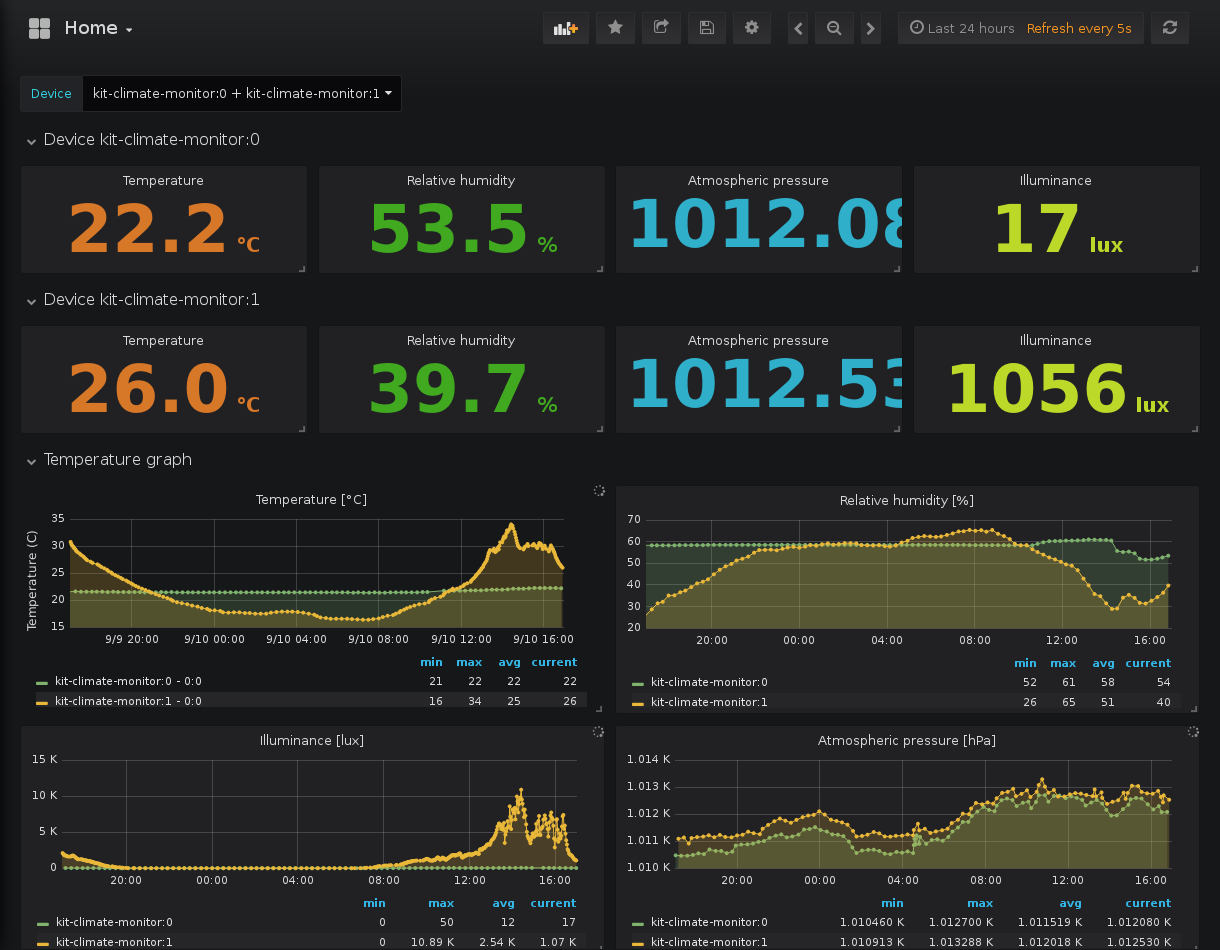 Home
Last 24 hours Refresh every 5s
Device kit-climate-monitor:0 + kit-climate-monitor:1
Device kit-climate-monitor:0
Temperature Relative humidity Atmospheric pressure Illuminance
22.2 °C 53.5 % 1012.08 17 lux
Device kit-climate-monitor:1
Temperature Relative humidity Atmospheric pressure Illuminance
26.0 °C 39.7 % 1012.53 1056 lux
Temperature graph
Temperature [°C]
Temperature (C)
35
30
25
20
15
9/9 20:00 9/10 00:00 9/10 04:00 9/10 08:00 9/10 12:00 9/10 16:00
min max avg current
kit-climate-monitor:0 - 0:0 21 22 22 22
kit-climate-monitor:1 - 0:0 16 34 25 26
Relative humidity [%]
70
60
50
40
30
20
20:00 00:00 04:00 08:00 12:00 16:00
min max avg current
kit-climate-monitor:0 52 61 58 54
kit-climate-monitor:1 26 65 51 40
Illuminance [lux]
15 K
10 K
5 K
0
20:00 00:00 04:00 08:00 12:00 16:00
min max avg current
kit-climate-monitor:0 0 50 12 17
kit-climate-monitor:1 0 10.89 K 2.54 K 1.07 K
Atmospheric pressure [hPa]
1.014 K
1.013 K
1.012 K
1.011 K
1.010 K
20:00 00:00 04:00 08:00 12:00 16:00
min max avg current
kit-climate-monitor:0 1.010460 K 1.012700 K 1.011519 K 1.012080 K
kit-climate-monitor:1 1.010913 K 1.013288 K 1.012018 K 1.012530 K